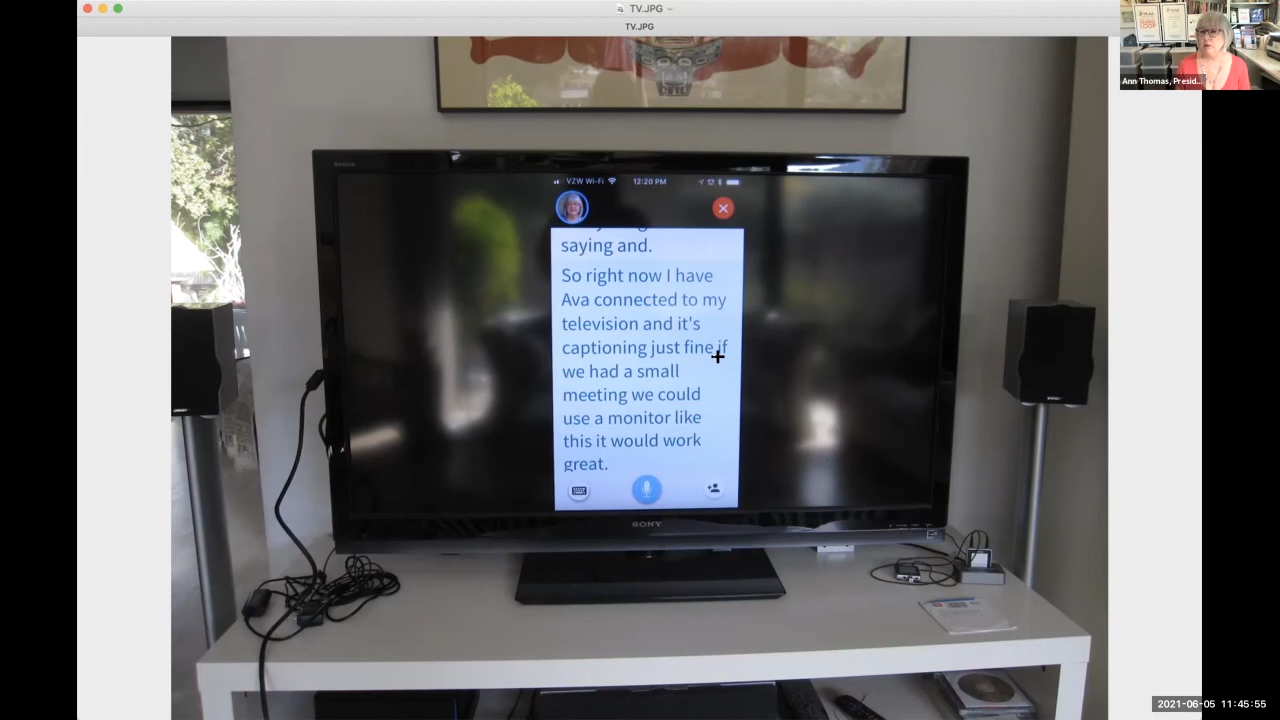 TV.JPG
TV.JPG
Ann Thomas, Presid...
BRAVIA
VZW Wi-Fi
12:20 PM
saying and.
So right now I have
Ava connected to my
television and it's
captioning just fine if
we had a small
meeting we could
use a monitor like
this it would work
great.
SONY
2021-06-05 11:45:55